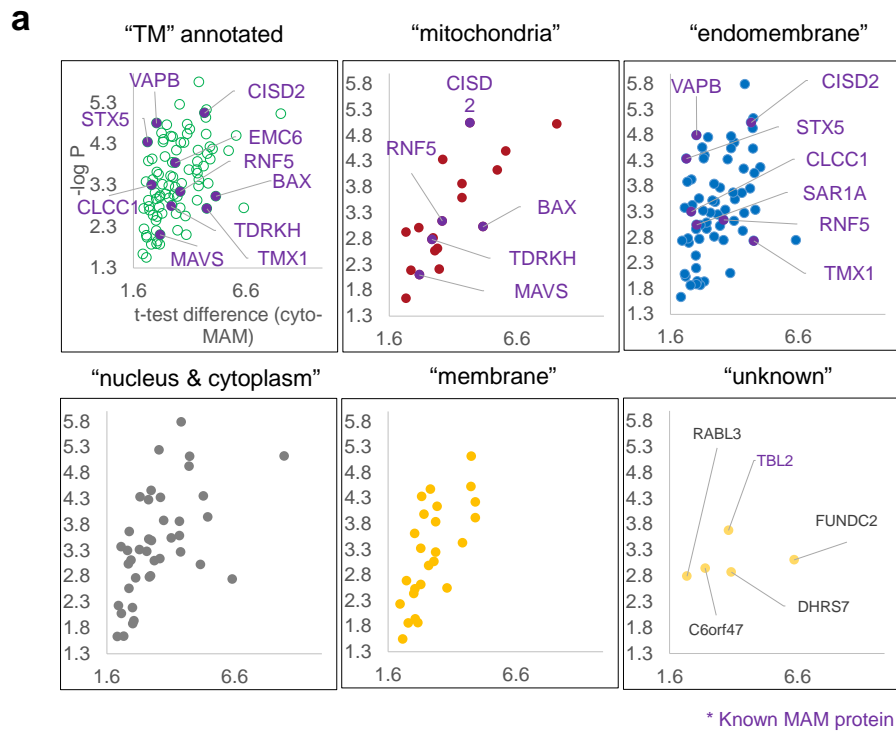 a
“TM” annotated
“mitochondria”
“endomembrane”
VAPB
CISD2
STX5
EMC6
RNF5
BAX
CLCC1
TDRKH
MAVS
TMX1
-log P
5.3
4.3
3.3
2.3
1.3
1.6
6.6
t-test difference (cyto-
MAM)
5.8
5.3
4.8
4.3
3.8
3.3
2.8
2.3
1.8
1.3
1.6
6.6
CISD
2
RNF5
BAX
TDRKH
MAVS
5.8
5.3
4.8
4.3
3.8
3.3
2.8
2.3
1.8
1.3
1.6
6.6
VAPB
CISD2
STX5
CLCC1
SAR1A
RNF5
TMX1
“nucleus & cytoplasm”
“membrane”
“unknown”
5.8
5.3
4.8
4.3
3.8
3.3
2.8
2.3
1.8
1.3
1.6
6.6
5.8
5.3
4.8
4.3
3.8
3.3
2.8
2.3
1.8
1.3
1.6
6.6
5.8
5.3
4.8
4.3
3.8
3.3
2.8
2.3
1.8
1.3
1.6
6.6
RABL3
TBL2
FUNDC2
DHRS7
C6orf47
* Known MAM protein